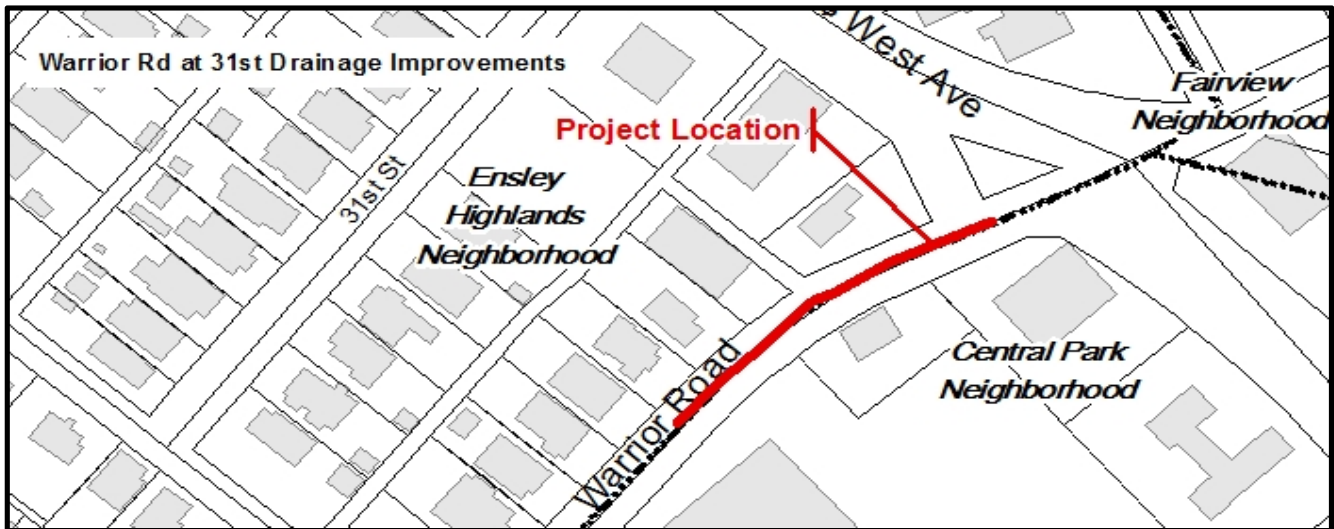 Warrior Rd at 31st Drainage Improvements
West Ave
Fairview
Neighborhood
Project Location
31st St
Ensley
Highlands
Neighborhood
Central Park
Neighborhood
Warrior Road